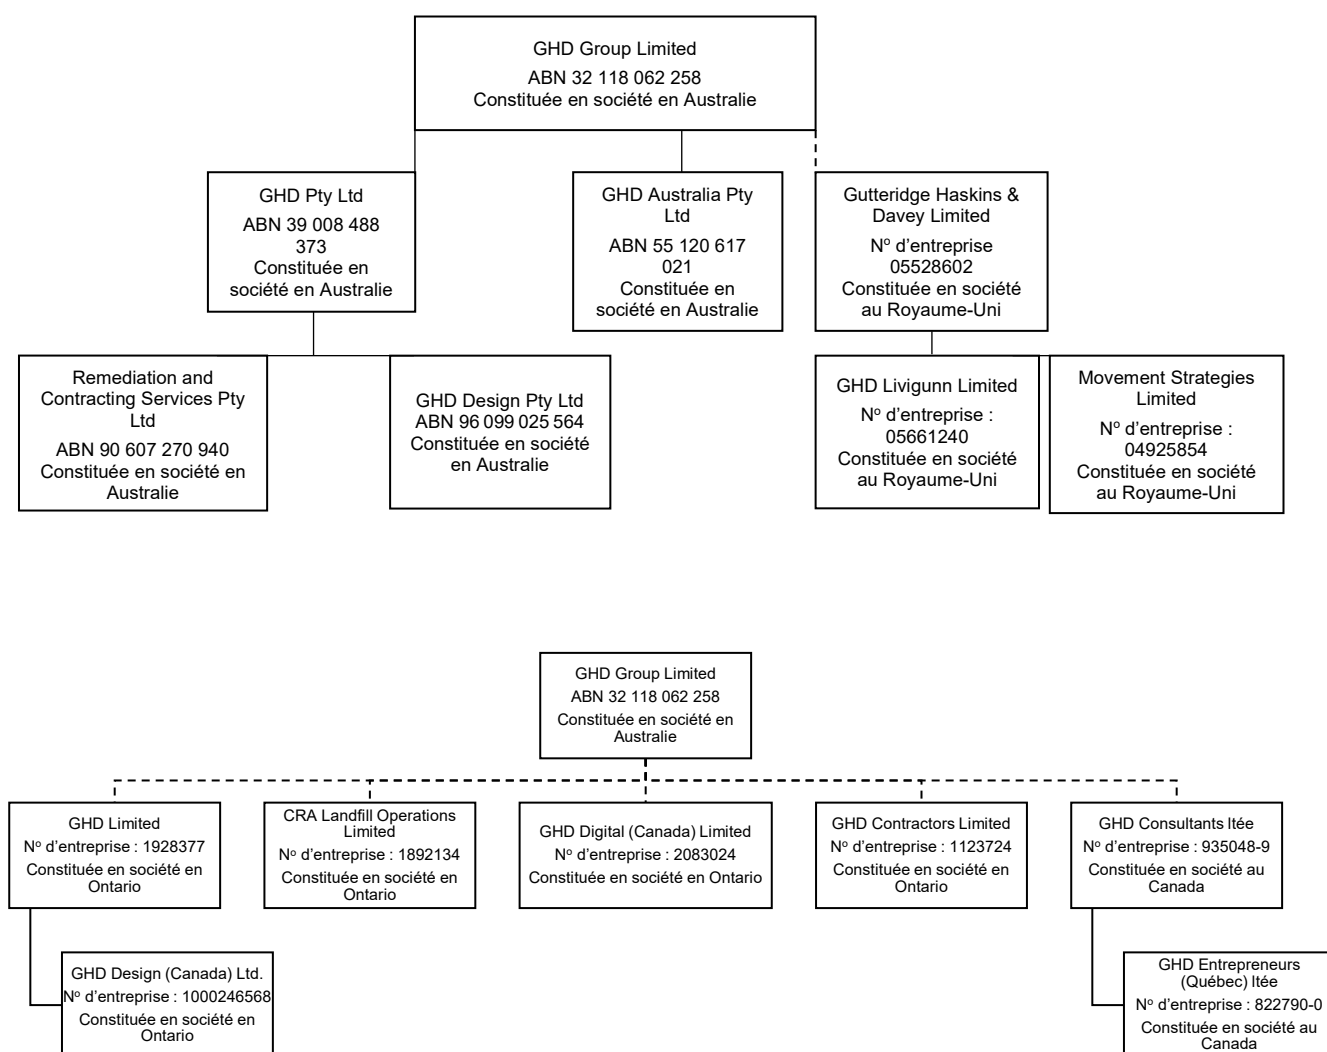 GHD Group Limited
ABN 32 118 062 258
Constituée en société en Australie
GHD Pty Ltd
ABN 39 008 488
373
Constituée en
société en Australie
GHD Australia Pty
Ltd
ABN 55 120 617
021
Constituée en
société en Australie
Gutteridge Haskins &
Davey Limited
Nº d’entreprise
05528602
Constituée en société
au Royaume-Uni
Remediation and
Contracting Services Pty
Ltd
ABN 90 607 270 940
Constituée en société en
Australie
GHD Design Pty Ltd
ABN 96 099 025 564
Constituée en société
en Australie
GHD Livigunn Limited
Nº d’entreprise :
05661240
Constituée en société
au Royaume-Uni
Movement Strategies
Limited
Nº d’entreprise :
04925854
Constituée en société
au Royaume-Uni
GHD Group Limited
ABN 32 118 062 258
Constituée en société en
Australie
GHD Limited
Nº d’entreprise : 1928377
Constituée en société en
Ontario
CRA Landfill Operations
Limited
Nº d’entreprise : 1892134
Constituée en société en
Ontario
GHD Digital (Canada) Limited
Nº d’entreprise : 2083024
Constituée en société en Ontario
GHD Contractors Limited
Nº d’entreprise : 1123724
Constituée en société en
Ontario
GHD Consultants ltée
Nº d’entreprise : 935048-9
Constituée en société au
Canada
GHD Design (Canada) Ltd.
Nº d’entreprise : 1000246568
Constituée en société en
Ontario
GHD Entrepreneurs
(Québec) ltée
Nº d’entreprise : 822790-0
Constituée en société au
Canada